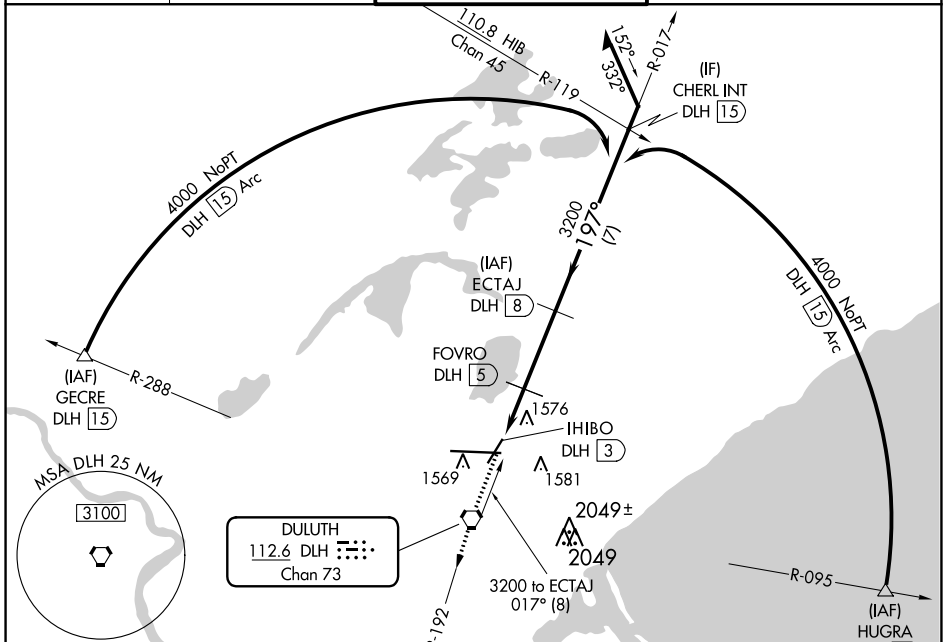 110.8 HIB
Chan 45
R-119
152°
332°
R-017
(IF)
CHERL INT
DLH 15
4000 NoPT
DLH 15 Arc
3200
197°
(7)
4000 NoPT
DLH 15 Arc
(IAF)
ECTAJ
DLH 8
FOVRO
DLH 5
R-288
(IAF)
GECRE
DLH 15
1576
IHIBO
DLH 3
1569
1581
MSA DLH 25 NM
3100
DULUTH
112.6 DLH
Chan 73
2049±
2049
3200 to ECTAJ
017° (8)
R-192
R-095
(IAF)
HUGRA